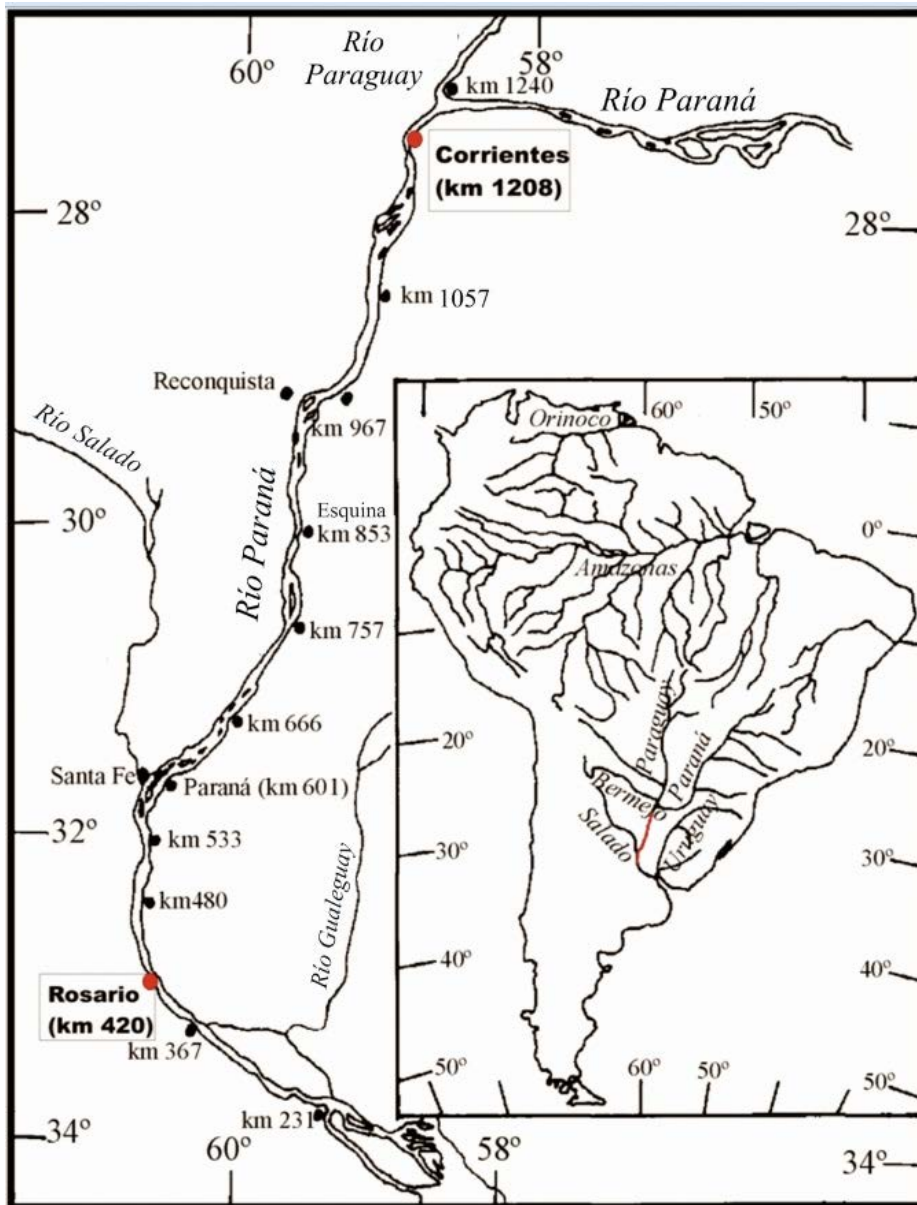 60º
Río
Paraguay
58º
km 1240
Río Paraná
Corrientes
(km 1208)
28º
28º
km 1057
Reconquista
km 967
Río Salado
Río Paraná
30º
Esquina
km 853
km 757
km 666
Santa Fe
Paraná (km 601)
32º
km 533
km480
Río Gualeguay
Rosario
(km 420)
km 367
km 231
34º
60º
58º
34º
60º
50º
Orinoco
0º
Amazonas
20º
Paraguay
Paraná
20º
Bermejo
Salado
Uruguay
30º
30º
40º
40º
50º
60º
50º
50º